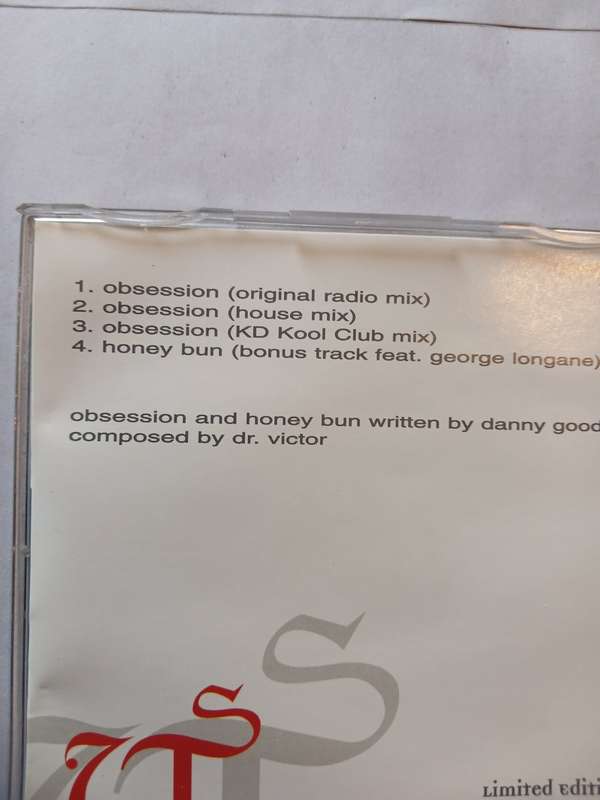 1. obsession (original radio mix)
2. obsession (house mix)
3. obsession (KD Kool Club mix)
4. honey bun (bonus track feat. george longane)
obsession and honey bun written by danny good
composed by dr. victor
Limited